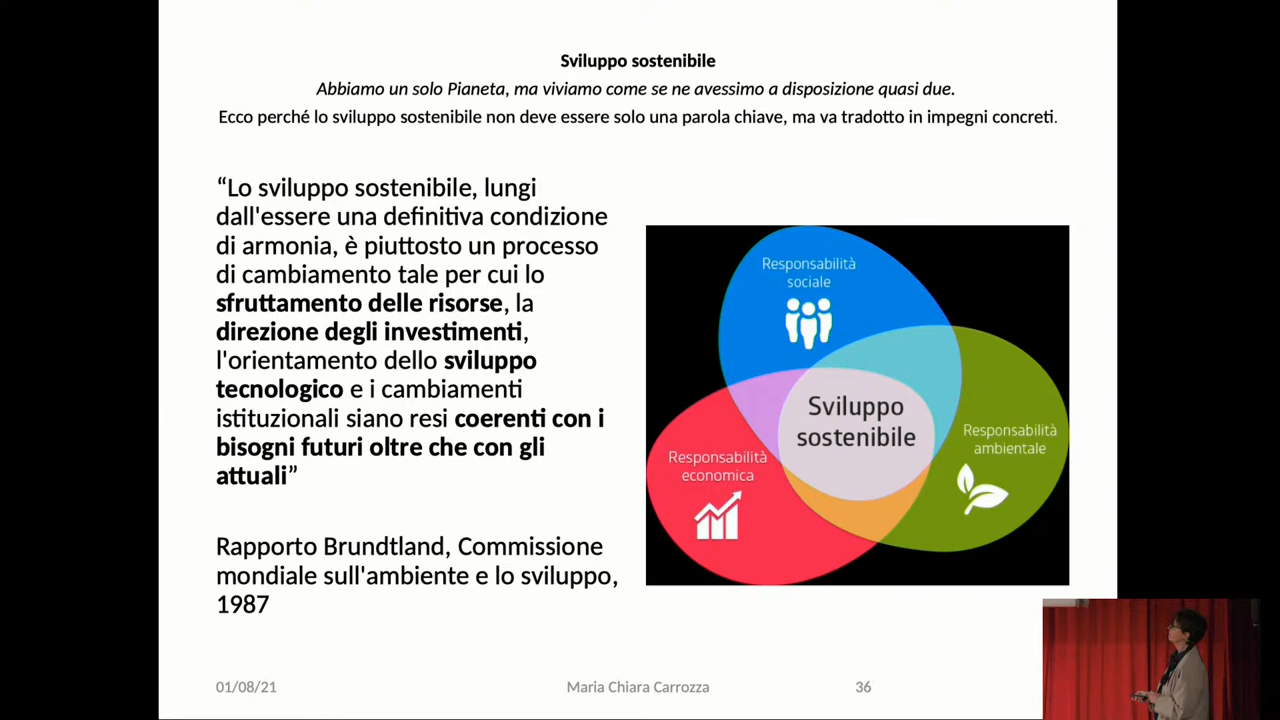 Sviluppo sostenibile
Abbiamo un solo Pianeta, ma viviamo come se ne avessimo a disposizione quasi due.
Ecco perché lo sviluppo sostenibile non deve essere solo una parola chiave, ma va tradotto in impegni concreti.
“Lo sviluppo sostenibile, lungi
dall'essere una definitiva condizione
di armonia, è piuttosto un processo
di cambiamento tale per cui lo
sfruttamento delle risorse, la
direzione degli investimenti,
l'orientamento dello sviluppo
tecnologico e i cambiamenti
istituzionali siano resi coerenti con i
bisogni futuri oltre che con gli
attuali”
Rapporto Brundtland, Commissione
mondiale sull'ambiente e lo sviluppo,
1987
Responsabilità
sociale
Sviluppo
sostenibile
Responsabilità
ambientale
Responsabilità
economica
01/08/21
Maria Chiara Carrozza
36